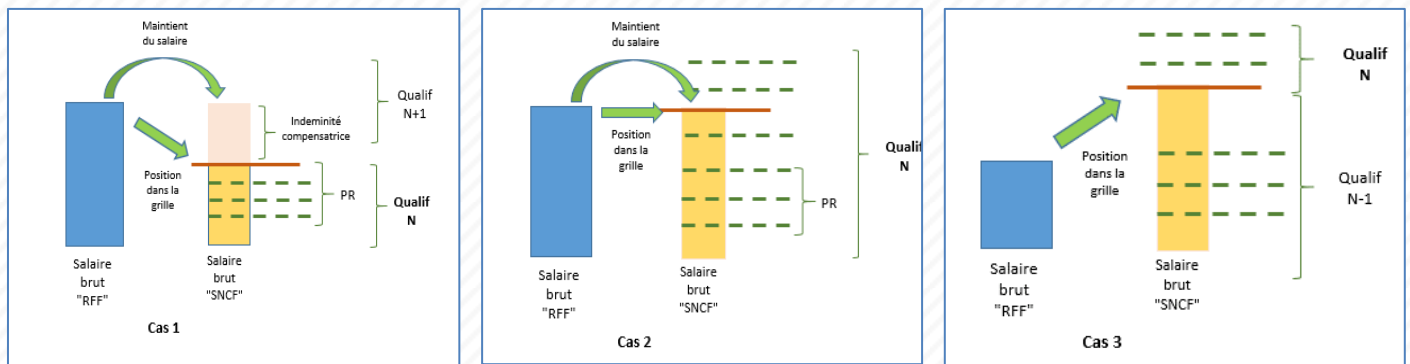 Maintient
du salaire
Qualif
N+1
Indeminité
compensatrice
Position
dans la
grille
PR
Qualif
N
Salaire
brut
"RFF"
Salaire
brut
"SNCF"
Cas 1
Maintient
du salaire
Position
dans la
grille
Qualif
N
PR
Salaire
brut
"RFF"
Salaire
brut
"SNCF"
Cas 2
Qualif
N
Position
dans la
grille
Qualif
N-1
Salaire
brut
"RFF"
Salaire
brut
"SNCF"
Cas 3